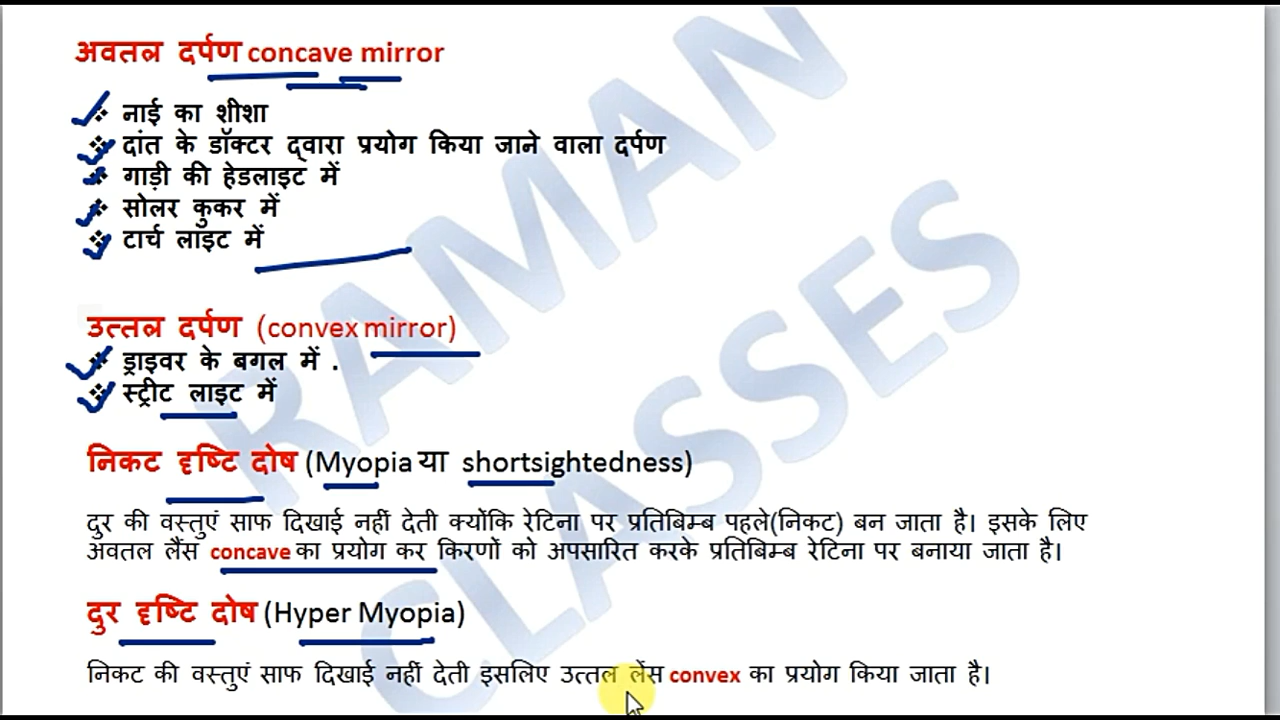 अवतल दर्पण concave mirror
नाई का शीशा
दांत के डॉक्टर द्वारा प्रयोग किया जाने वाला दर्पण
गाड़ी की हेडलाइट में
सोलर कुकर में
टार्च लाइट में
उत्तल दर्पण (convex mirror)
ड्राइवर के बगल में .
स्ट्रीट लाइट में
निकट दृष्टि दोष (Myopia या shortsightedness)
दुर की वस्तुएं साफ दिखाई नहीं देती क्योंकि रेटिना पर प्रतिबिम्ब पहले(निकट) बन जाता है। इसके लिए
अवतल लैंस concave का प्रयोग कर किरणों को अपसारित करके प्रतिबिम्ब रेटिना पर बनाया जाता है।
दुर दृष्टि दोष (Hyper Myopia)
निकट की वस्तुएं साफ दिखाई नहीं देती इसलिए उत्तल लेंस convex का प्रयोग किया जाता है।
RAMAN
CLASSES